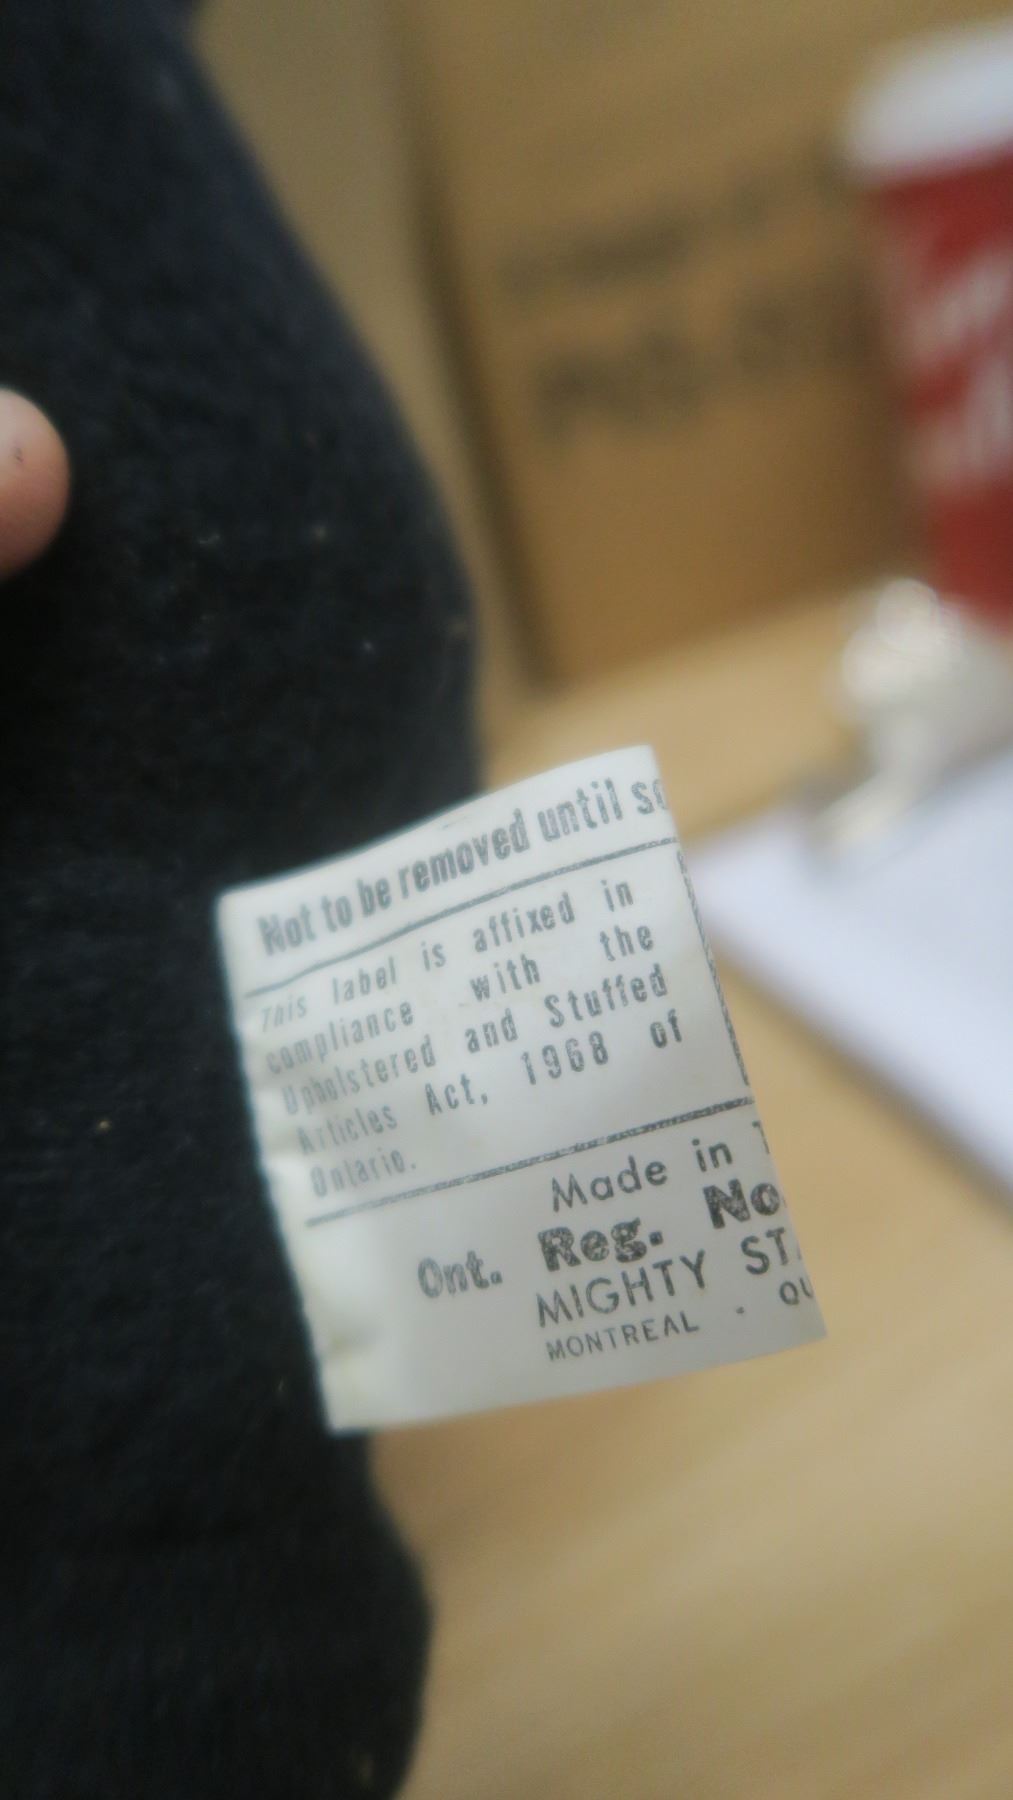 Not to be removed until
This label is affixed in
compliance with the
Upholstered and Stuffed
Articles Act, 1968 of
Ontario.
Made in
Ont. Reg. No.
MIGHTY
MONTREAL -